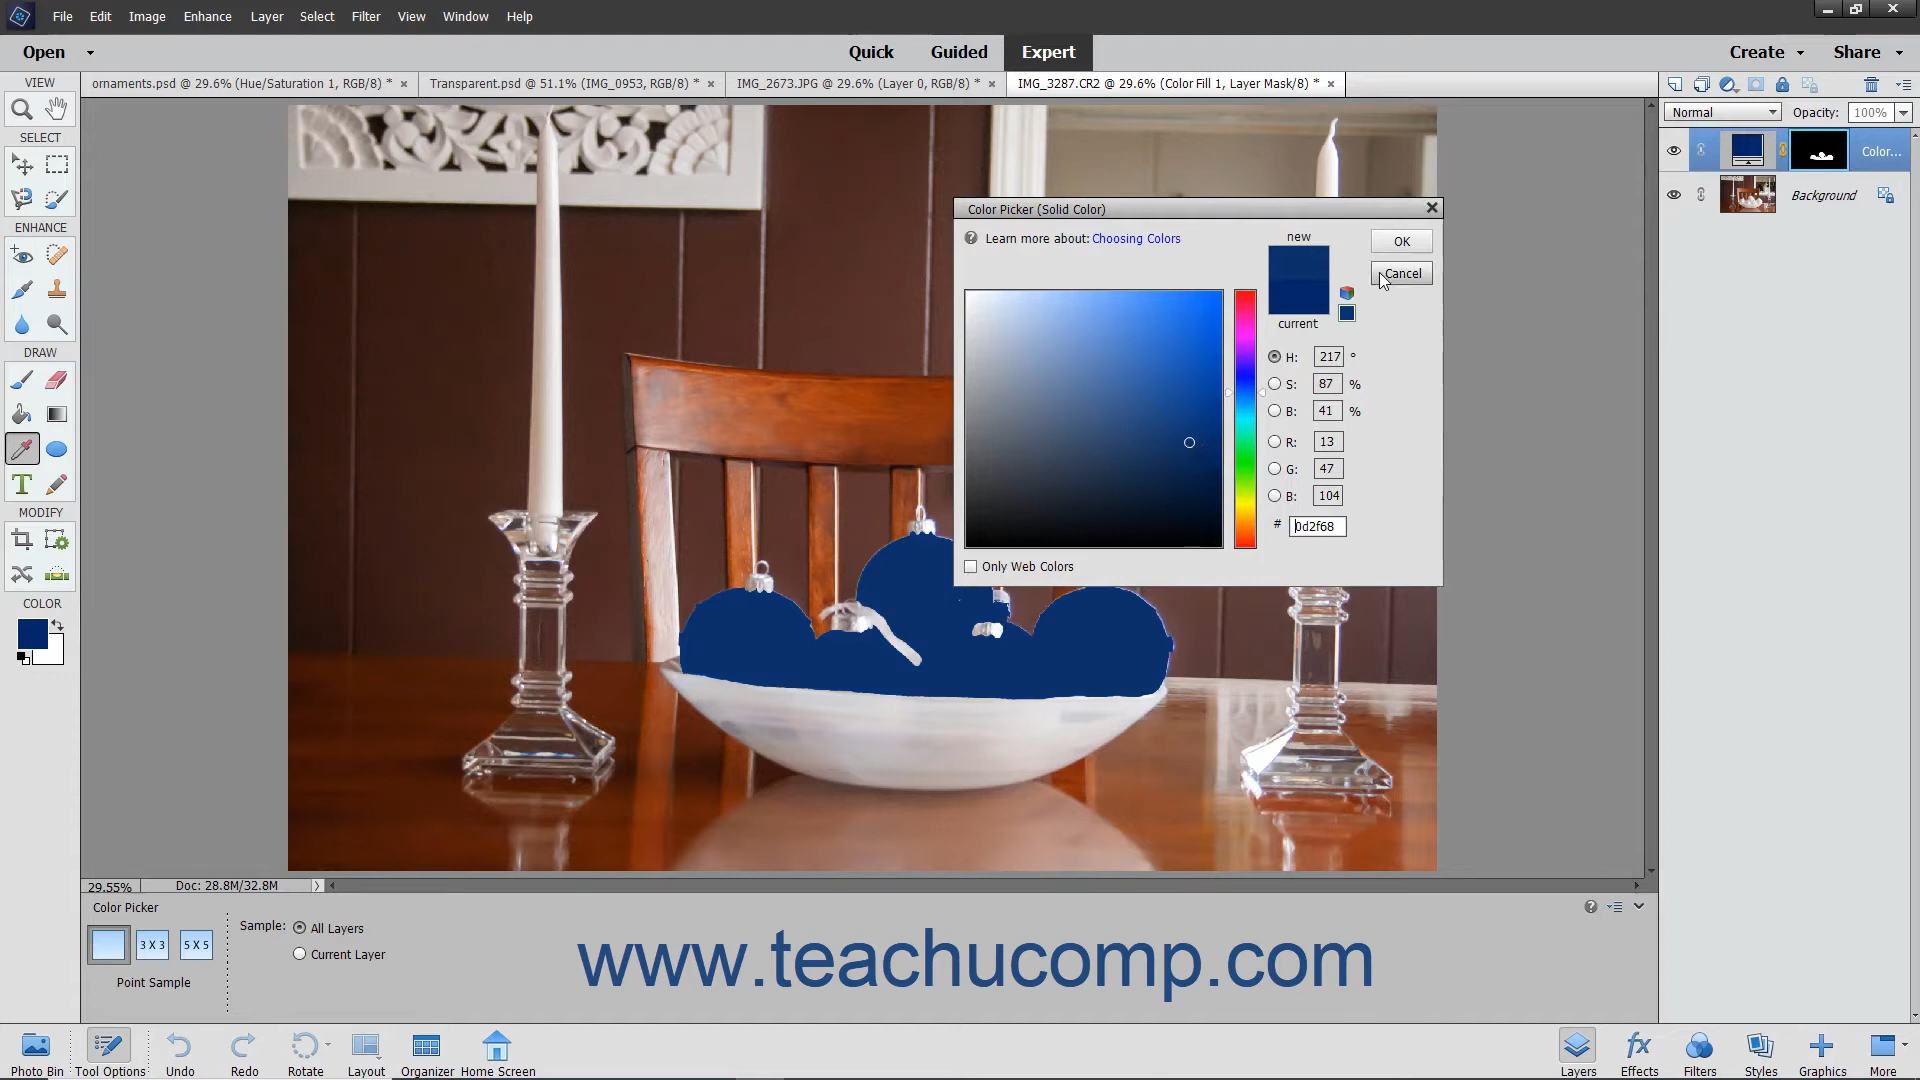 File Edit Image Enhance Layer Select Filter View Window Help
Open Quick Guided Expert Create Share
VIEW
ornaments.psd @ 29.6% (Hue/Saturation 1, RGB/8) * × Transparent.psd @ 51.1% (IMG_0953, RGB/8) * × IMG_2673.JPG @ 29.6% (Layer 0, RGB/8) * × IMG_3287.CR2 @ 29.6% (Color Fill 1, Layer Mask/8) * ×
Normal Opacity: 100%
SELECT
Color...
Background
Color Picker (Solid Color)
ENHANCE
Learn more about: Choosing Colors
new
OK
Cancel
current
DRAW
H: 217 °
S: 87 %
B: 41 %
R: 13
G: 47
B: 104
# 0d2f68
T
MODIFY
Only Web Colors
COLOR
29.55% Doc: 28.8M/32.8M
Color Picker
Sample: All Layers
3 X 3 5 X 5
Current Layer
Point Sample
www.teachucomp.com
fx
Photo Bin Tool Options Undo Redo Rotate Layout Organizer Home Screen Layers Effects Filters Styles Graphics More